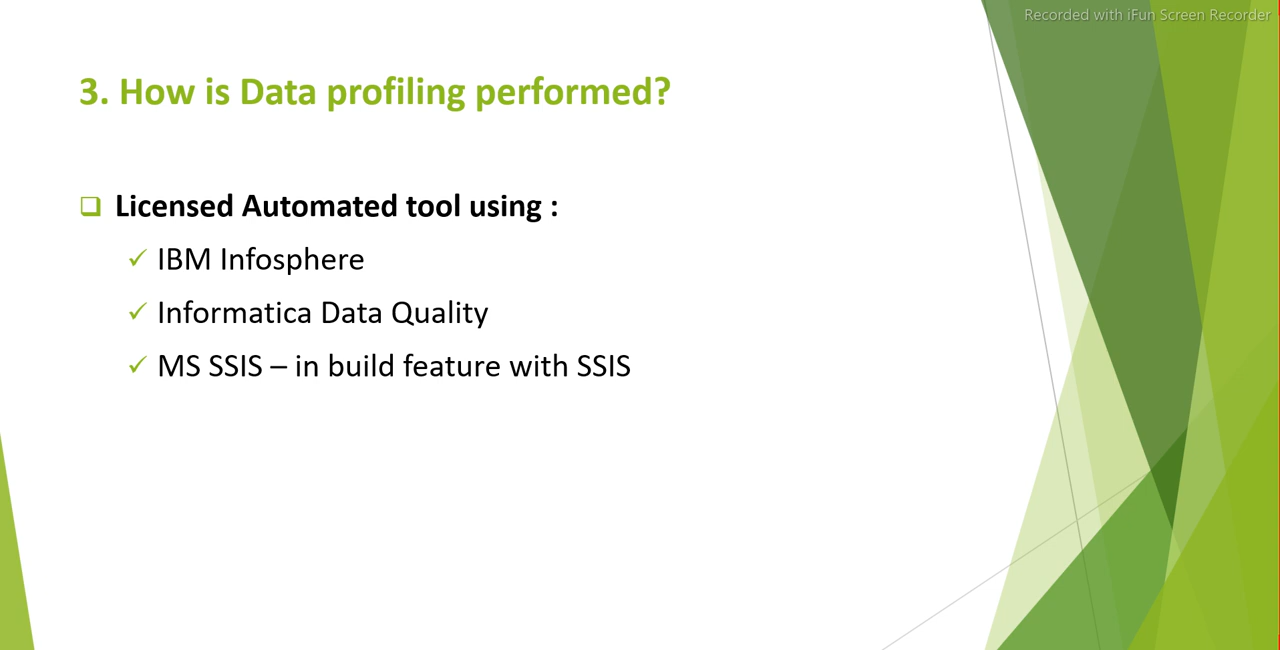 Recorded with iFun Screen Recorder
3. How is Data profiling performed?
Licensed Automated tool using :
IBM Infosphere
Informatica Data Quality
MS SSIS – in build feature with SSIS